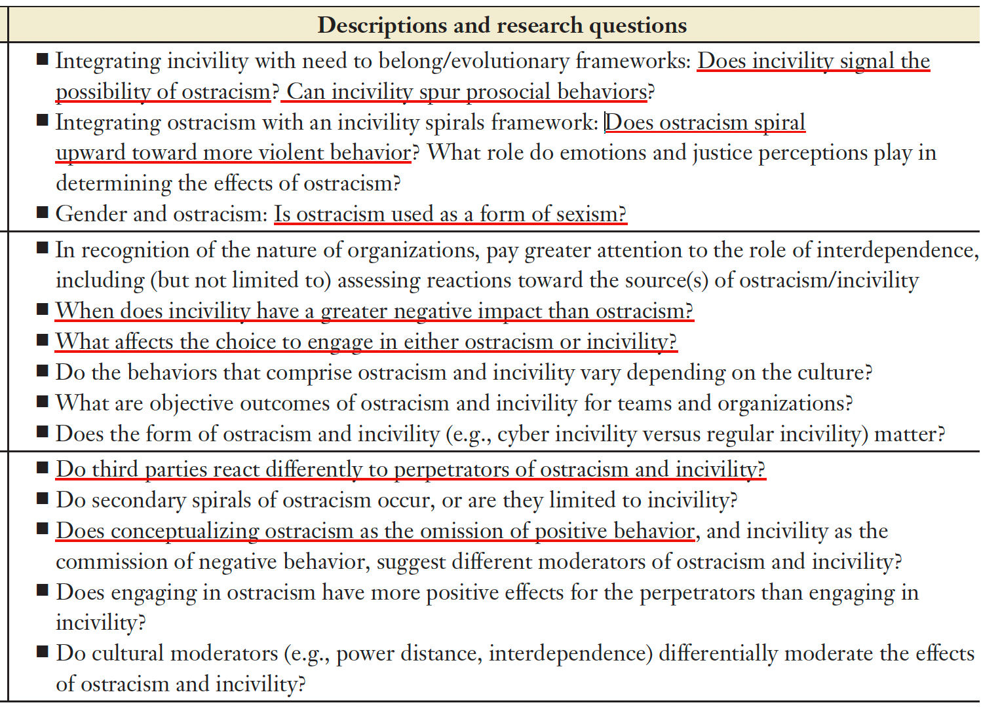 Descriptions and research questions
■ Integrating incivility with need to belong/evolutionary frameworks: Does incivility signal the
possibility of ostracism? Can incivility spur prosocial behaviors?
■ Integrating ostracism with an incivility spirals framework: Does ostracism spiral
upward toward more violent behavior? What role do emotions and justice perceptions play in
determining the effects of ostracism?
■ Gender and ostracism: Is ostracism used as a form of sexism?
■ In recognition of the nature of organizations, pay greater attention to the role of interdependence,
including (but not limited to) assessing reactions toward the source(s) of ostracism/incivility
■ When does incivility have a greater negative impact than ostracism?
■ What affects the choice to engage in either ostracism or incivility?
■ Do the behaviors that comprise ostracism and incivility vary depending on the culture?
■ What are objective outcomes of ostracism and incivility for teams and organizations?
■ Does the form of ostracism and incivility (e.g., cyber incivility versus regular incivility) matter?
■ Do third parties react differently to perpetrators of ostracism and incivility?
■ Do secondary spirals of ostracism occur, or are they limited to incivility?
■ Does conceptualizing ostracism as the omission of positive behavior, and incivility as the
commission of negative behavior, suggest different moderators of ostracism and incivility?
■ Does engaging in ostracism have more positive effects for the perpetrators than engaging in
incivility?
■ Do cultural moderators (e.g., power distance, interdependence) differentially moderate the effects
of ostracism and incivility?